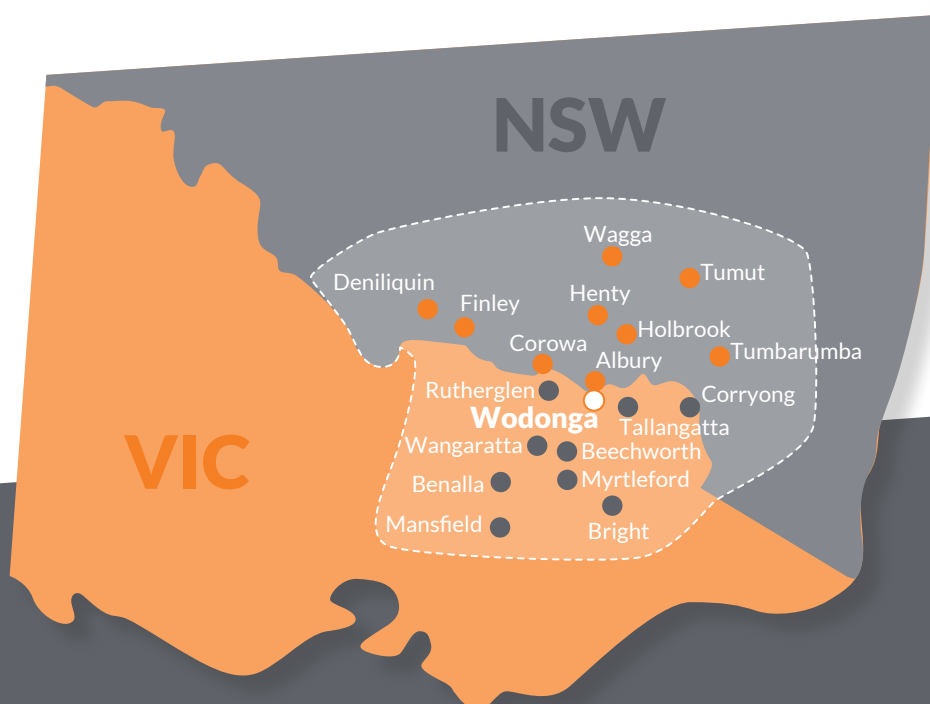 NSW
Wagga
Tumut
Deniliquin
Henty
Finley
Holbrook
Corowa
Tumbarumba
Albury
Rutherglen
Corryong
Wodonga
Tallangatta
Wangaratta
Beechworth
VIC
Myrtleford
Benalla
Mansfield
Bright